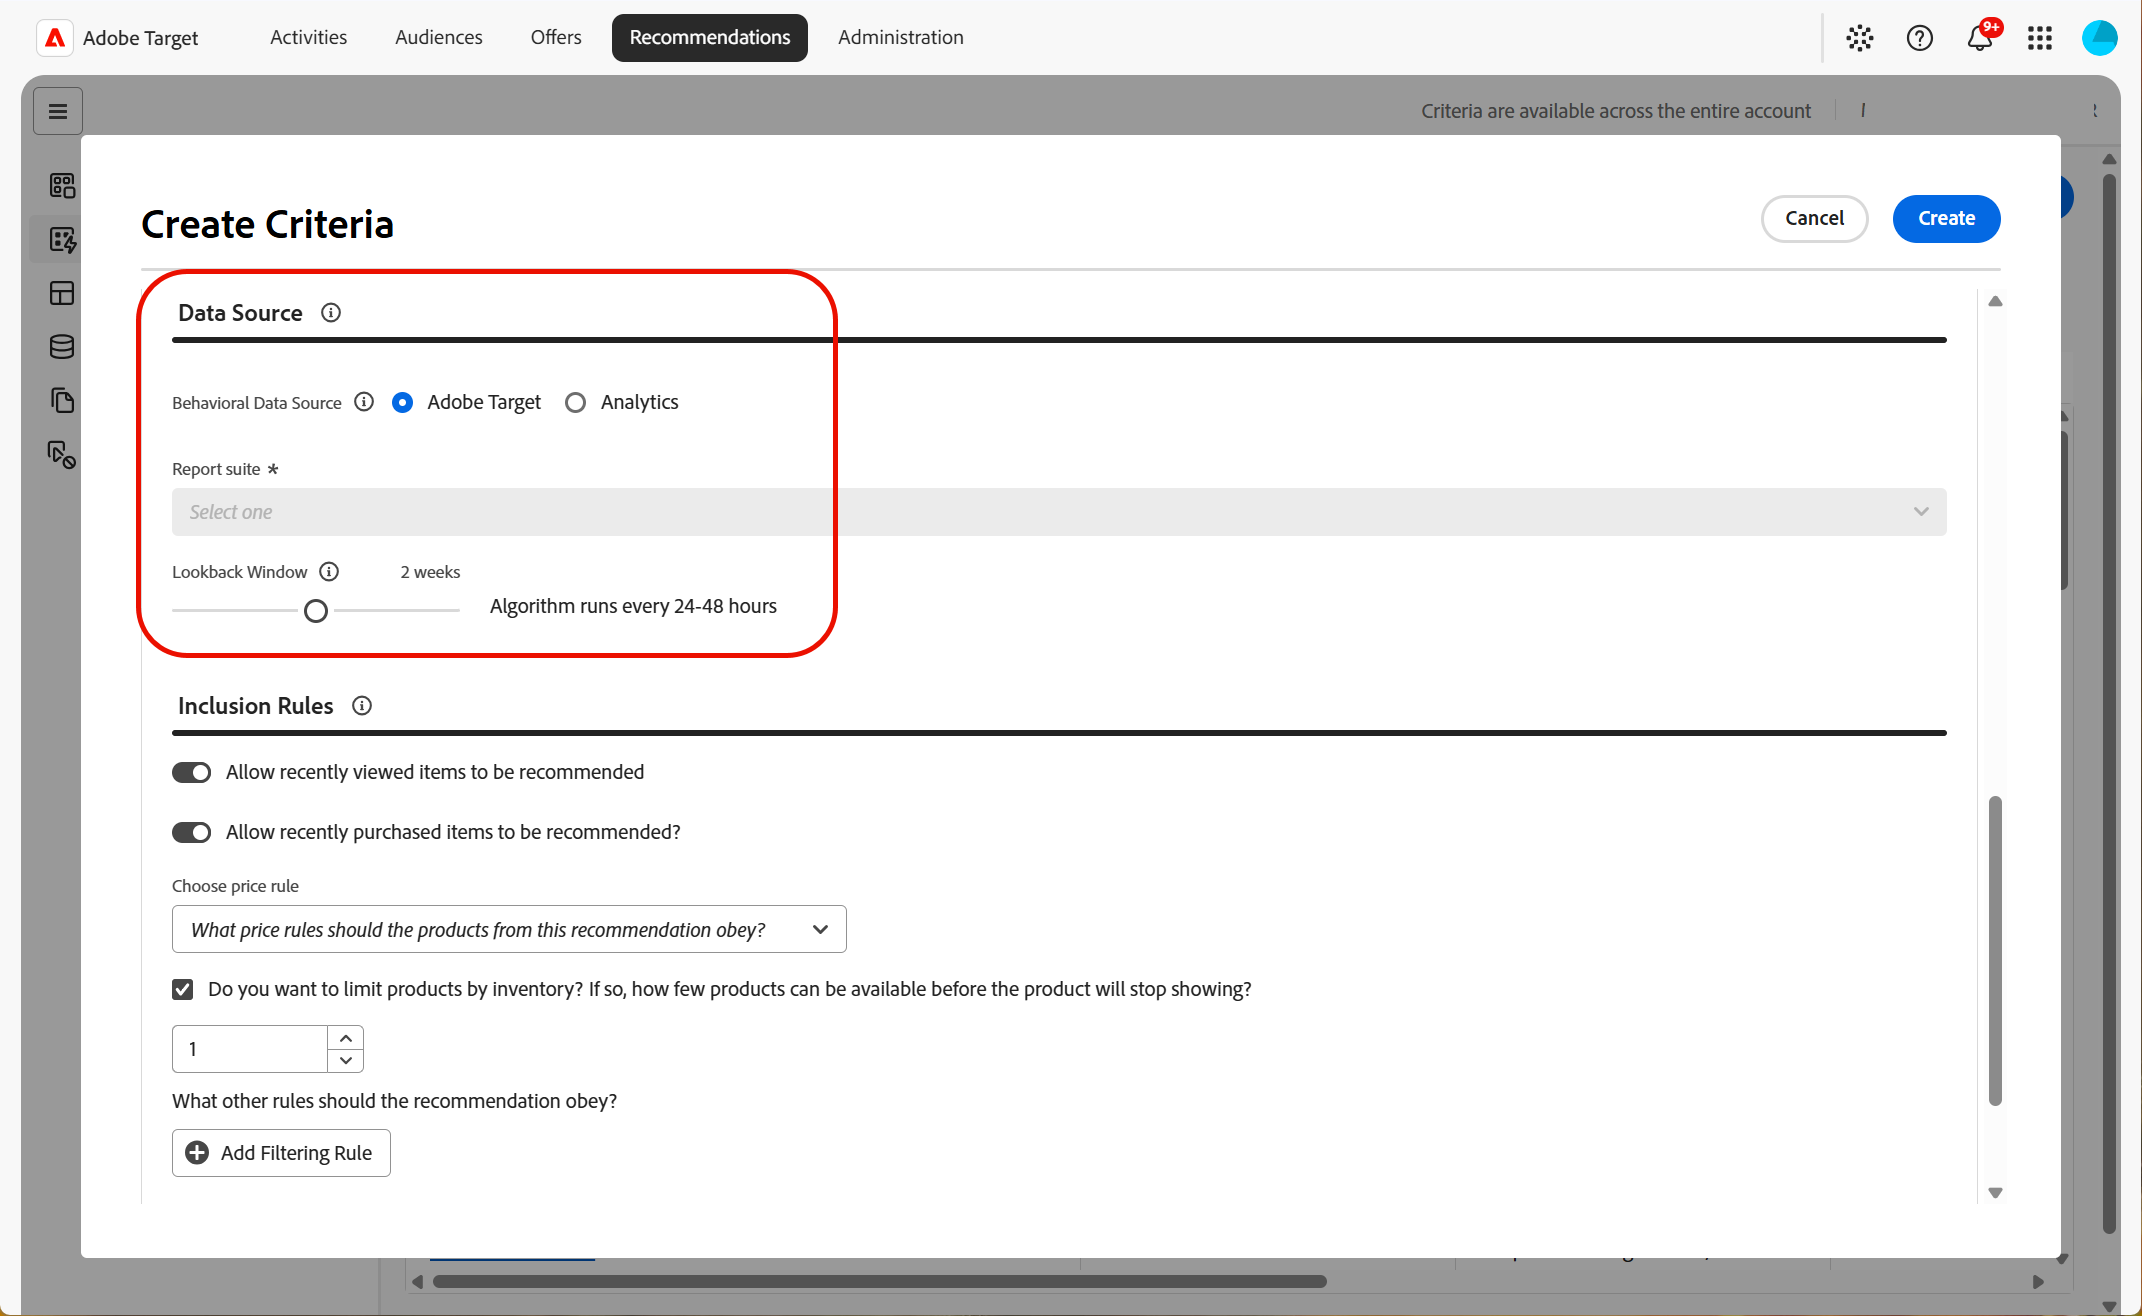 Adobe Target
Activities
Audiences
Offers
Recommendations
Administration
9+
Criteria are available across the entire account
Create Criteria
Cancel
Create
Data Source
Behavioral Data Source
Adobe Target
Analytics
Report suite *
Select one
Lookback Window
2 weeks
Algorithm runs every 24-48 hours
Inclusion Rules
Allow recently viewed items to be recommended
Allow recently purchased items to be recommended?
Choose price rule
What price rules should the products from this recommendation obey?
Do you want to limit products by inventory? If so, how few products can be available before the product will stop showing?
1
What other rules should the recommendation obey?
Add Filtering Rule